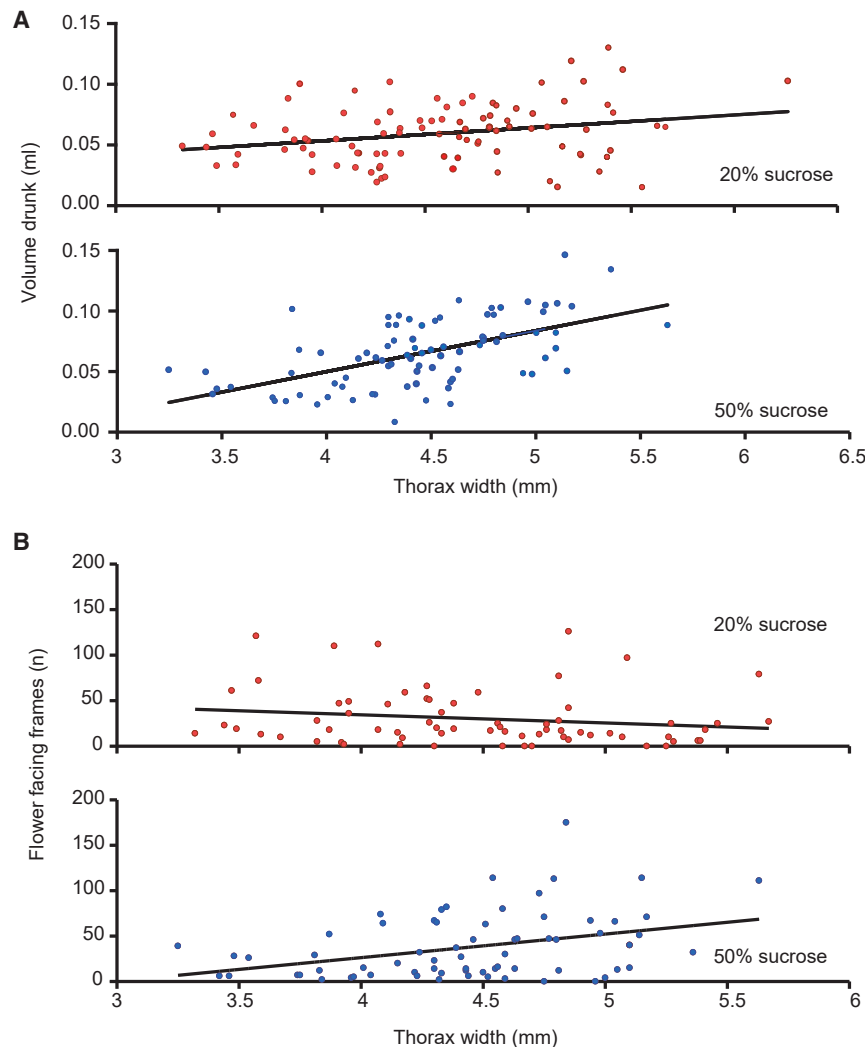 A
0.15
0.10
0.05
0.00
20% sucrose
Volume drunk (ml)
0.15
0.10
0.05
0.00
50% sucrose
3 3.5 4 4.5 5 5.5 6 6.5
Thorax width (mm)
B
200
150
100
50
0
20% sucrose
Flower facing frames (n)
200
150
100
50
0
50% sucrose
3 3.5 4 4.5 5 5.5 6
Thorax width (mm)